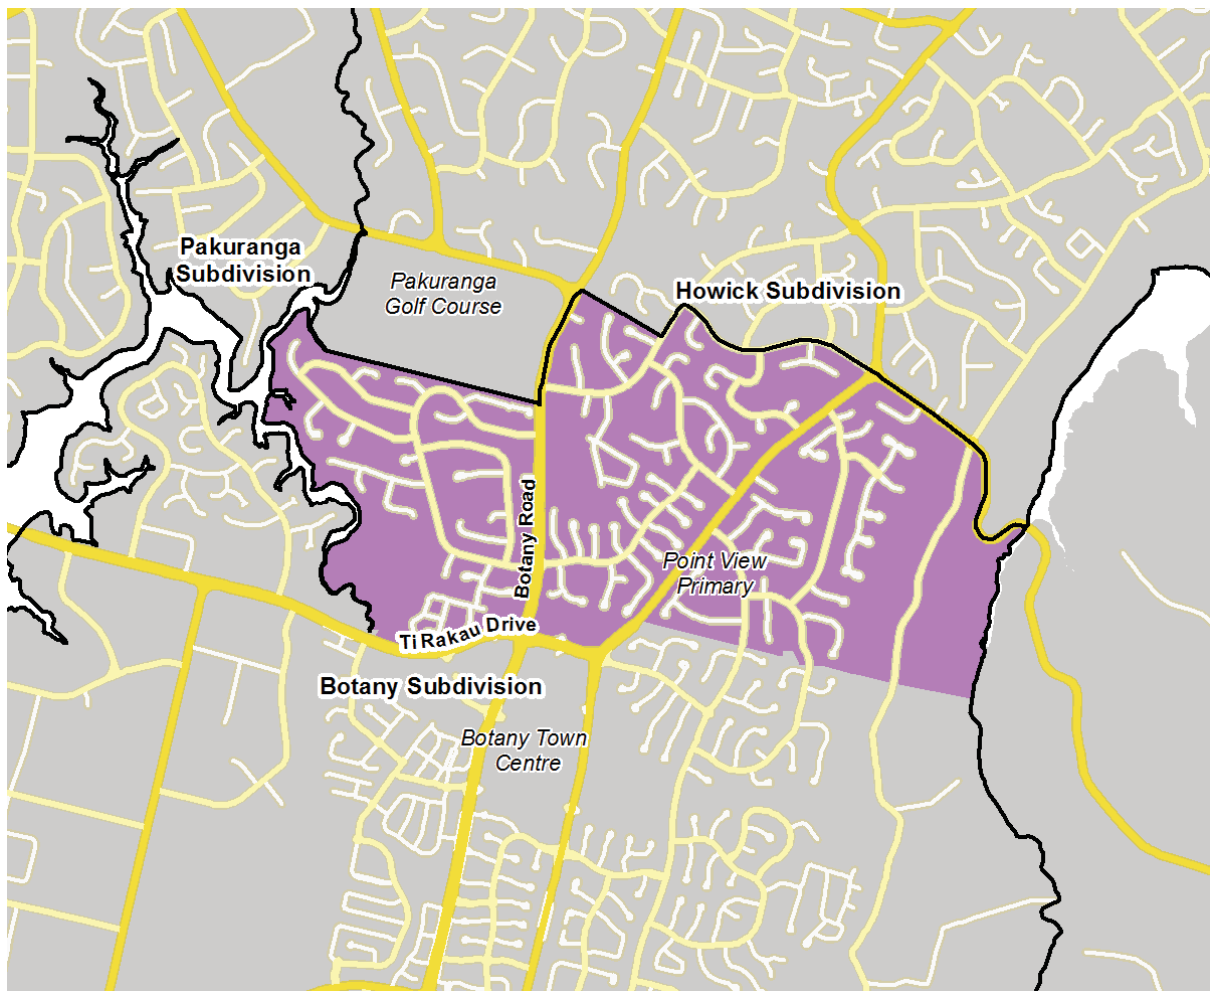 Pakuranga
Subdivision
Pakuranga
Golf Course
Howick Subdivision
Botany Road
Point View
Primary
Ti Rakau Drive
Botany Subdivision
Botany Town
Centre